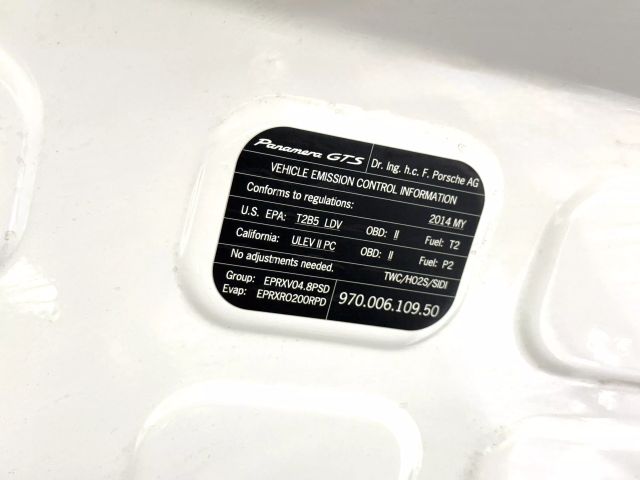 Panamera GTS Dr. Ing. h.c. F. Porsche AG
VEHICLE EMISSION CONTROL INFORMATION
Conforms to regulations: 2014 MY
U.S. EPA: T2B5 LDV OBD: II Fuel: T2
California: ULEV II PC OBD: II Fuel: P2
No adjustments needed. TWC/HO2S/SIDI
Group: EPRXV04.8PSD
Evap: EPRXR0200RPD 970.006.109.50